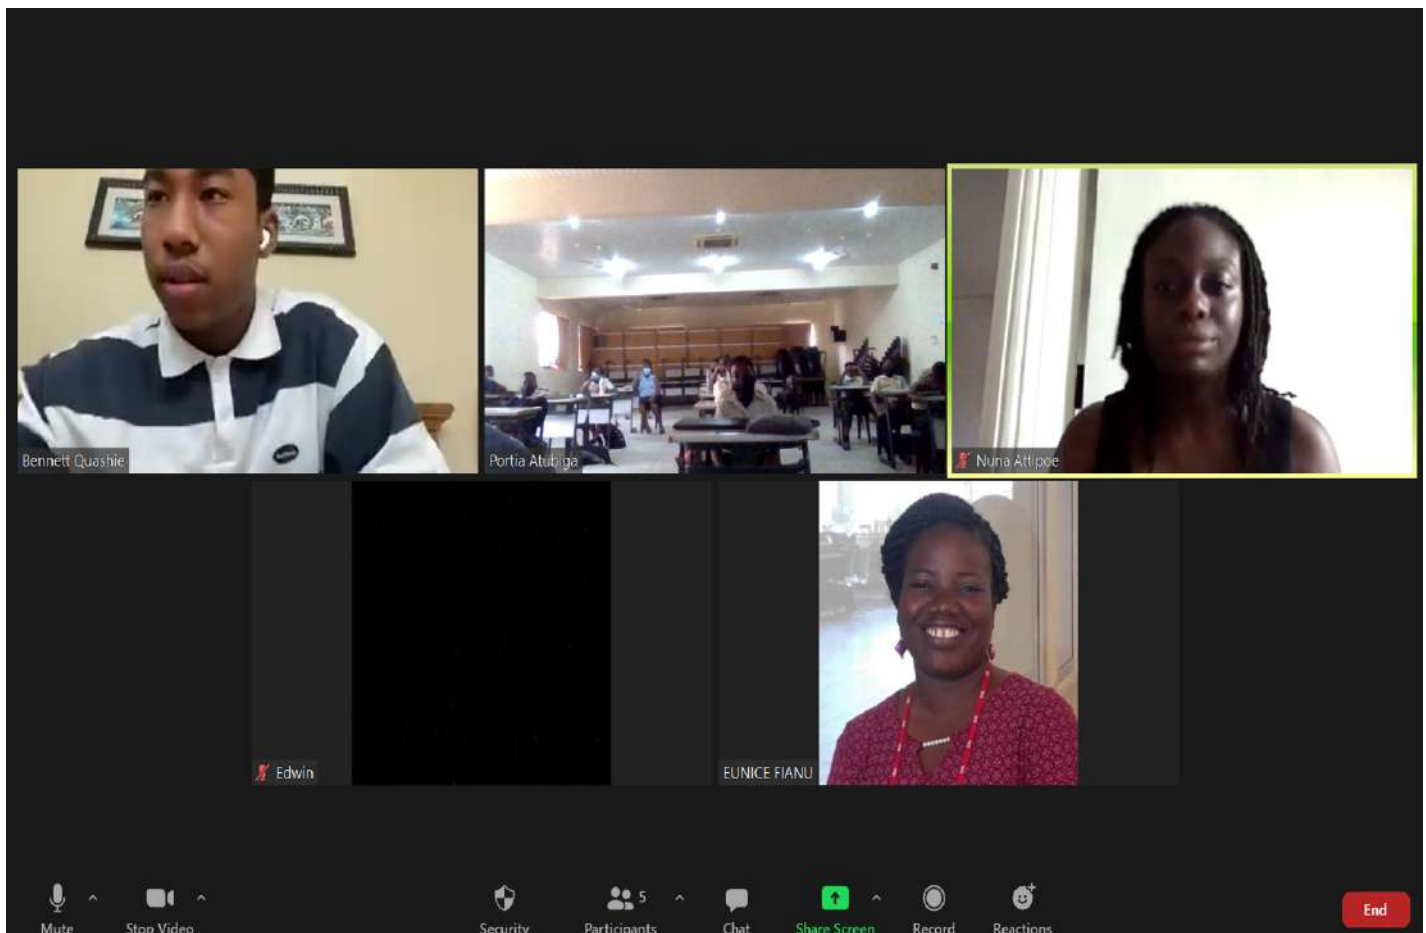 Bennett Quashie
Portia Atubiga
Nuna Attipoe
Edwin
EUNICE FIANU
Mute
Stop Video
Security
Participants
5
Chat
Share Screen
Record
Reactions
End